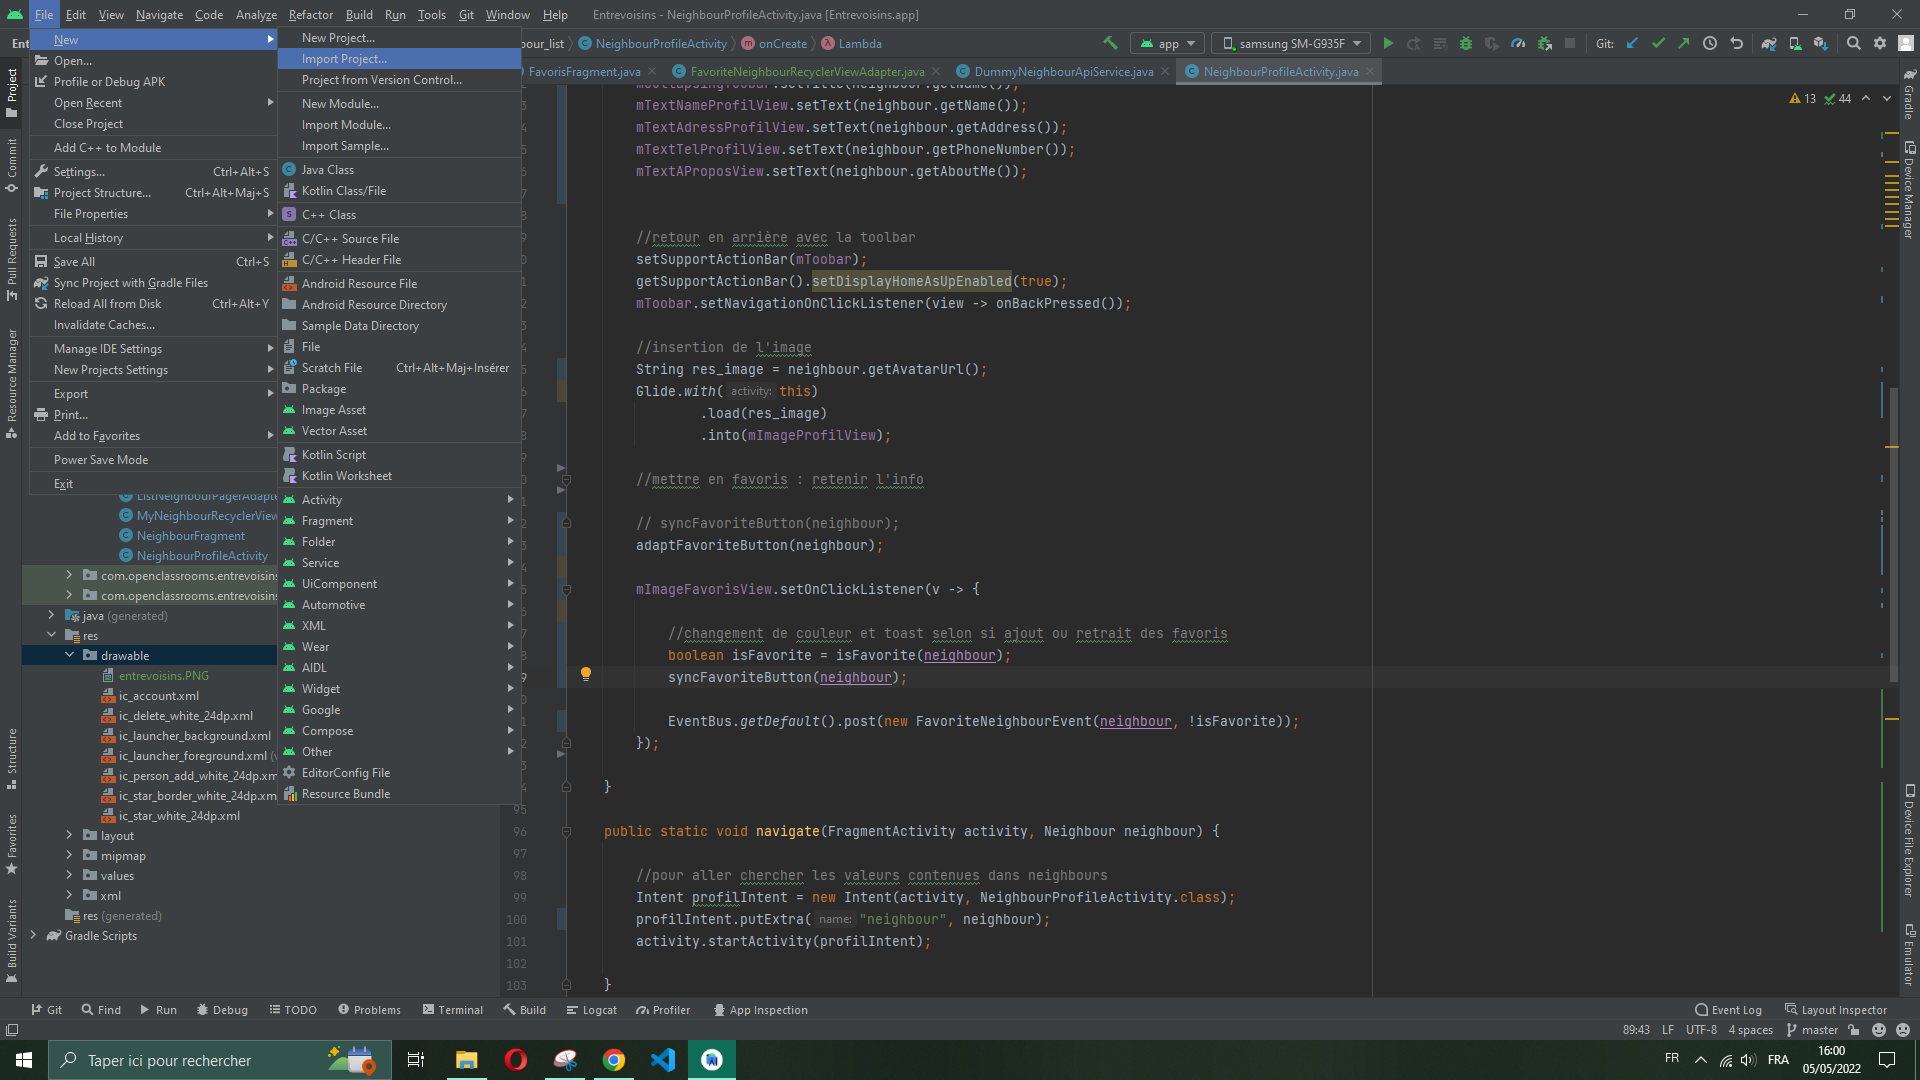 File Edit View Navigate Code Analyze Refactor Build Run Tools Git Window Help Entrevoisins - NeighbourProfileActivity.java [Entrevoisins.app]
Ent
bour_list NeighbourProfileActivity onCreate Lambda
app samsung SM-G935F Git:
FavorisFragment.java FavoriteNeighbourRecyclerViewAdapter.java DummyNeighbourApiService.java NeighbourProfileActivity.java
New
Open...
Profile or Debug APK
Open Recent
Close Project
Add C++ to Module
Settings... Ctrl+Alt+S
Project Structure... Ctrl+Alt+Maj+S
File Properties
Local History
Save All Ctrl+S
Sync Project with Gradle Files
Reload All from Disk Ctrl+Alt+Y
Invalidate Caches...
Manage IDE Settings
New Projects Settings
Export
Print...
Add to Favorites
Power Save Mode
Exit
New Project...
Import Project...
Project from Version Control...
New Module...
Import Module...
Import Sample...
Java Class
Kotlin Class/File
C++ Class
C/C++ Source File
C/C++ Header File
Android Resource File
Android Resource Directory
Sample Data Directory
File
Scratch File Ctrl+Alt+Maj+Insérer
Package
Image Asset
Vector Asset
Kotlin Script
Kotlin Worksheet
Activity
Fragment
Folder
Service
UiComponent
Automotive
XML
Wear
AIDL
Widget
Google
Compose
Other
EditorConfig File
Resource Bundle
ListNeighbourPagerAdapte
MyNeighbourRecyclerView
NeighbourFragment
NeighbourProfileActivity
com.openclassrooms.entrevoisins
com.openclassrooms.entrevoisins
java (generated)
res
drawable
entrevoisins.PNG
ic_account.xml
ic_delete_white_24dp.xml
ic_launcher_background.xml
ic_launcher_foreground.xml (
ic_person_add_white_24dp.xm
ic_star_border_white_24dp.xm
ic_star_white_24dp.xml
layout
mipmap
values
xml
res (generated)
Gradle Scripts
Project
Commit
Pull Requests
Resource Manager
Structure
Favorites
Build Variants
13 44
mTextNameProfilView.setText(neighbour.getName());
mTextAdressProfilView.setText(neighbour.getAddress());
mTextTelProfilView.setText(neighbour.getPhoneNumber());
mTextAProposView.setText(neighbour.getAboutMe());
//retour en arrière avec la toolbar
setSupportActionBar(mToobar);
getSupportActionBar().setDisplayHomeAsUpEnabled(true);
mToobar.setNavigationOnClickListener(view -> onBackPressed());
//insertion de l'image
String res_image = neighbour.getAvatarUrl();
Glide.with( activity: this)
.load(res_image)
.into(mImageProfilView);
//mettre en favoris : retenir l'info
// syncFavoriteButton(neighbour);
adaptFavoriteButton(neighbour);
mImageFavorisView.setOnClickListener(v -> {
//changement de couleur et toast selon si ajout ou retrait des favoris
boolean isFavorite = isFavorite(neighbour);
syncFavoriteButton(neighbour);
EventBus.getDefault().post(new FavoriteNeighbourEvent(neighbour, !isFavorite));
});
}
95
96 public static void navigate(FragmentActivity activity, Neighbour neighbour) {
97
98 //pour aller chercher les valeurs contenues dans neighbours
99 Intent profilIntent = new Intent(activity, NeighbourProfileActivity.class);
100 profilIntent.putExtra( name: "neighbour", neighbour);
101 activity.startActivity(profilIntent);
102
103 }
Gradle
Device Manager
Device File Explorer
Emulator
Git Find Run Debug TODO Problems Terminal Build Logcat Profiler App Inspection Event Log Layout Inspector
89:43 LF UTF-8 4 spaces master
Taper ici pour rechercher
FR FRA 16:00
05/05/2022